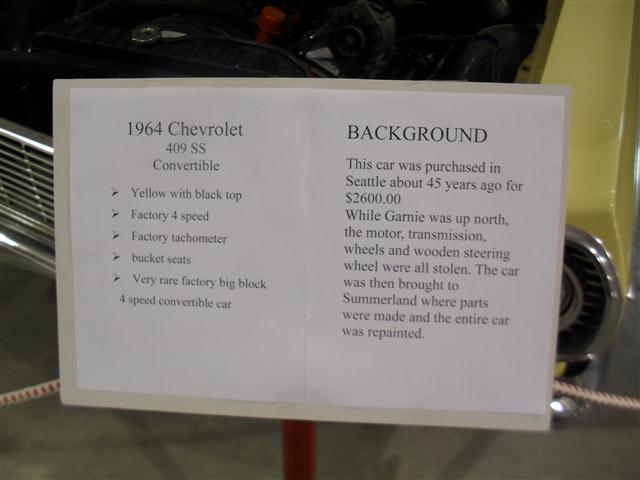 1964 Chevrolet
409 SS
Convertible
➢ Yellow with black top
➢ Factory 4 speed
➢ Factory tachometer
➢ bucket seats
➢ Very rare factory big block
4 speed convertible car
BACKGROUND
This car was purchased in
Seattle about 45 years ago for
$2600.00
While Garnie was up north,
the motor, transmission,
wheels and wooden steering
wheel were all stolen. The car
was then brought to
Summerland where parts
were made and the entire car
was repainted.